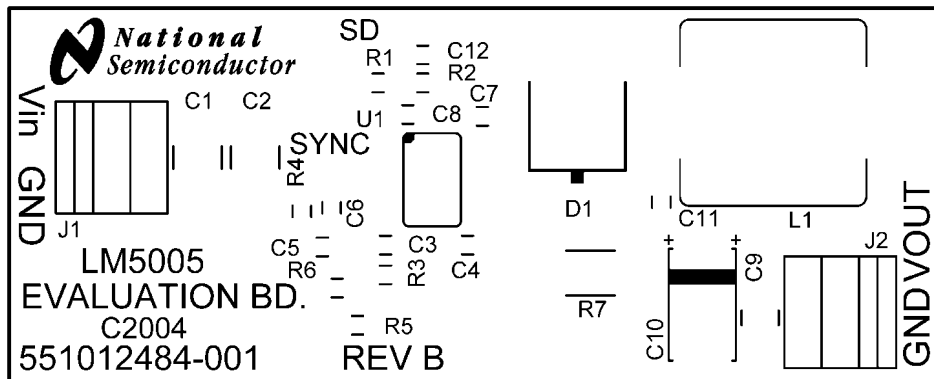 National
Semiconductor
SD
R1
C12
R2
C7
C1
C2
Vin
U1
C8
SYNC
R4
GND
J1
C6
D1
C11
L1
J2
C5
C3
C4
LM5005
R6
R3
C9
EVALUATION BD.
R7
GND VOUT
C2004
R5
C10
551012484-001
REV B
+
+